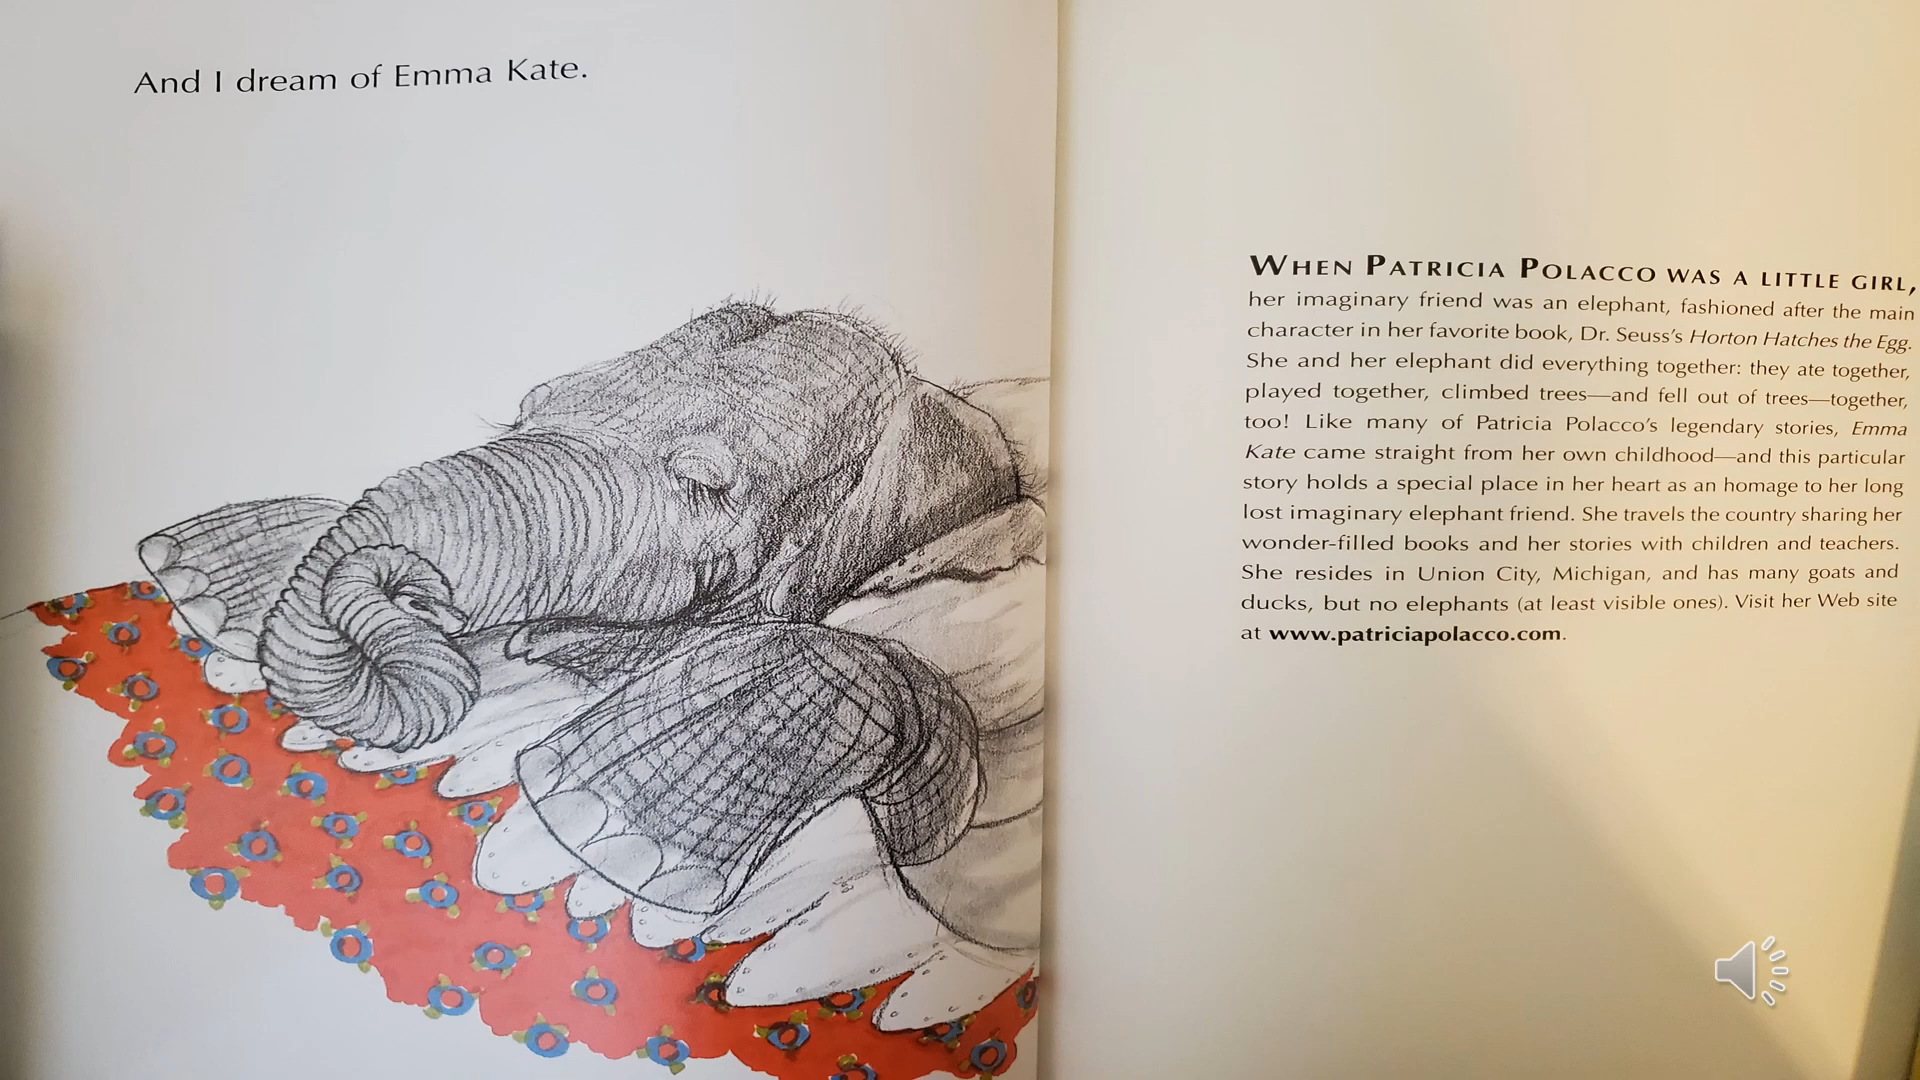 And I dream of Emma Kate.
WHEN PATRICIA POLACCO WAS A LITTLE GIRL,
her imaginary friend was an elephant, fashioned after the main
character in her favorite book, Dr. Seuss's Horton Hatches the Egg.
She and her elephant did everything together: they ate together,
played together, climbed trees—and fell out of trees—together,
too! Like many of Patricia Polacco's legendary stories, Emma
Kate came straight from her own childhood—and this particular
story holds a special place in her heart as an homage to her long
lost imaginary elephant friend. She travels the country sharing her
wonder-filled books and her stories with children and teachers.
She resides in Union City, Michigan, and has many goats and
ducks, but no elephants (at least visible ones). Visit her Web site
at www.patriciapolacco.com.